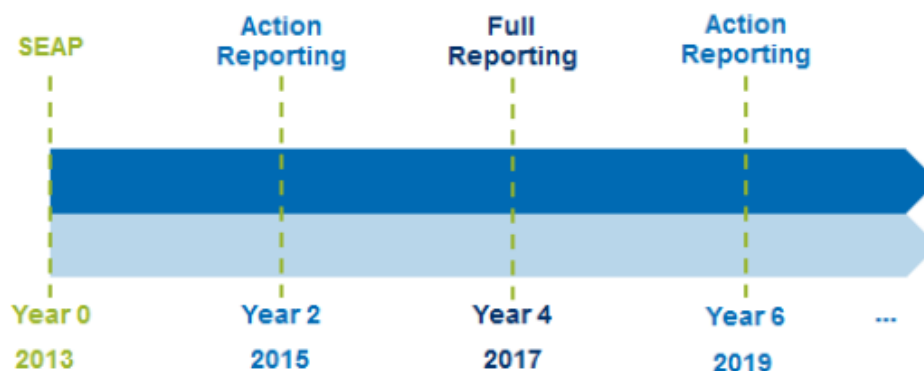 SEAP
Action
Reporting
Full
Reporting
Action
Reporting
Year 0
Year 2
Year 4
Year 6
...
2013
2015
2017
2019